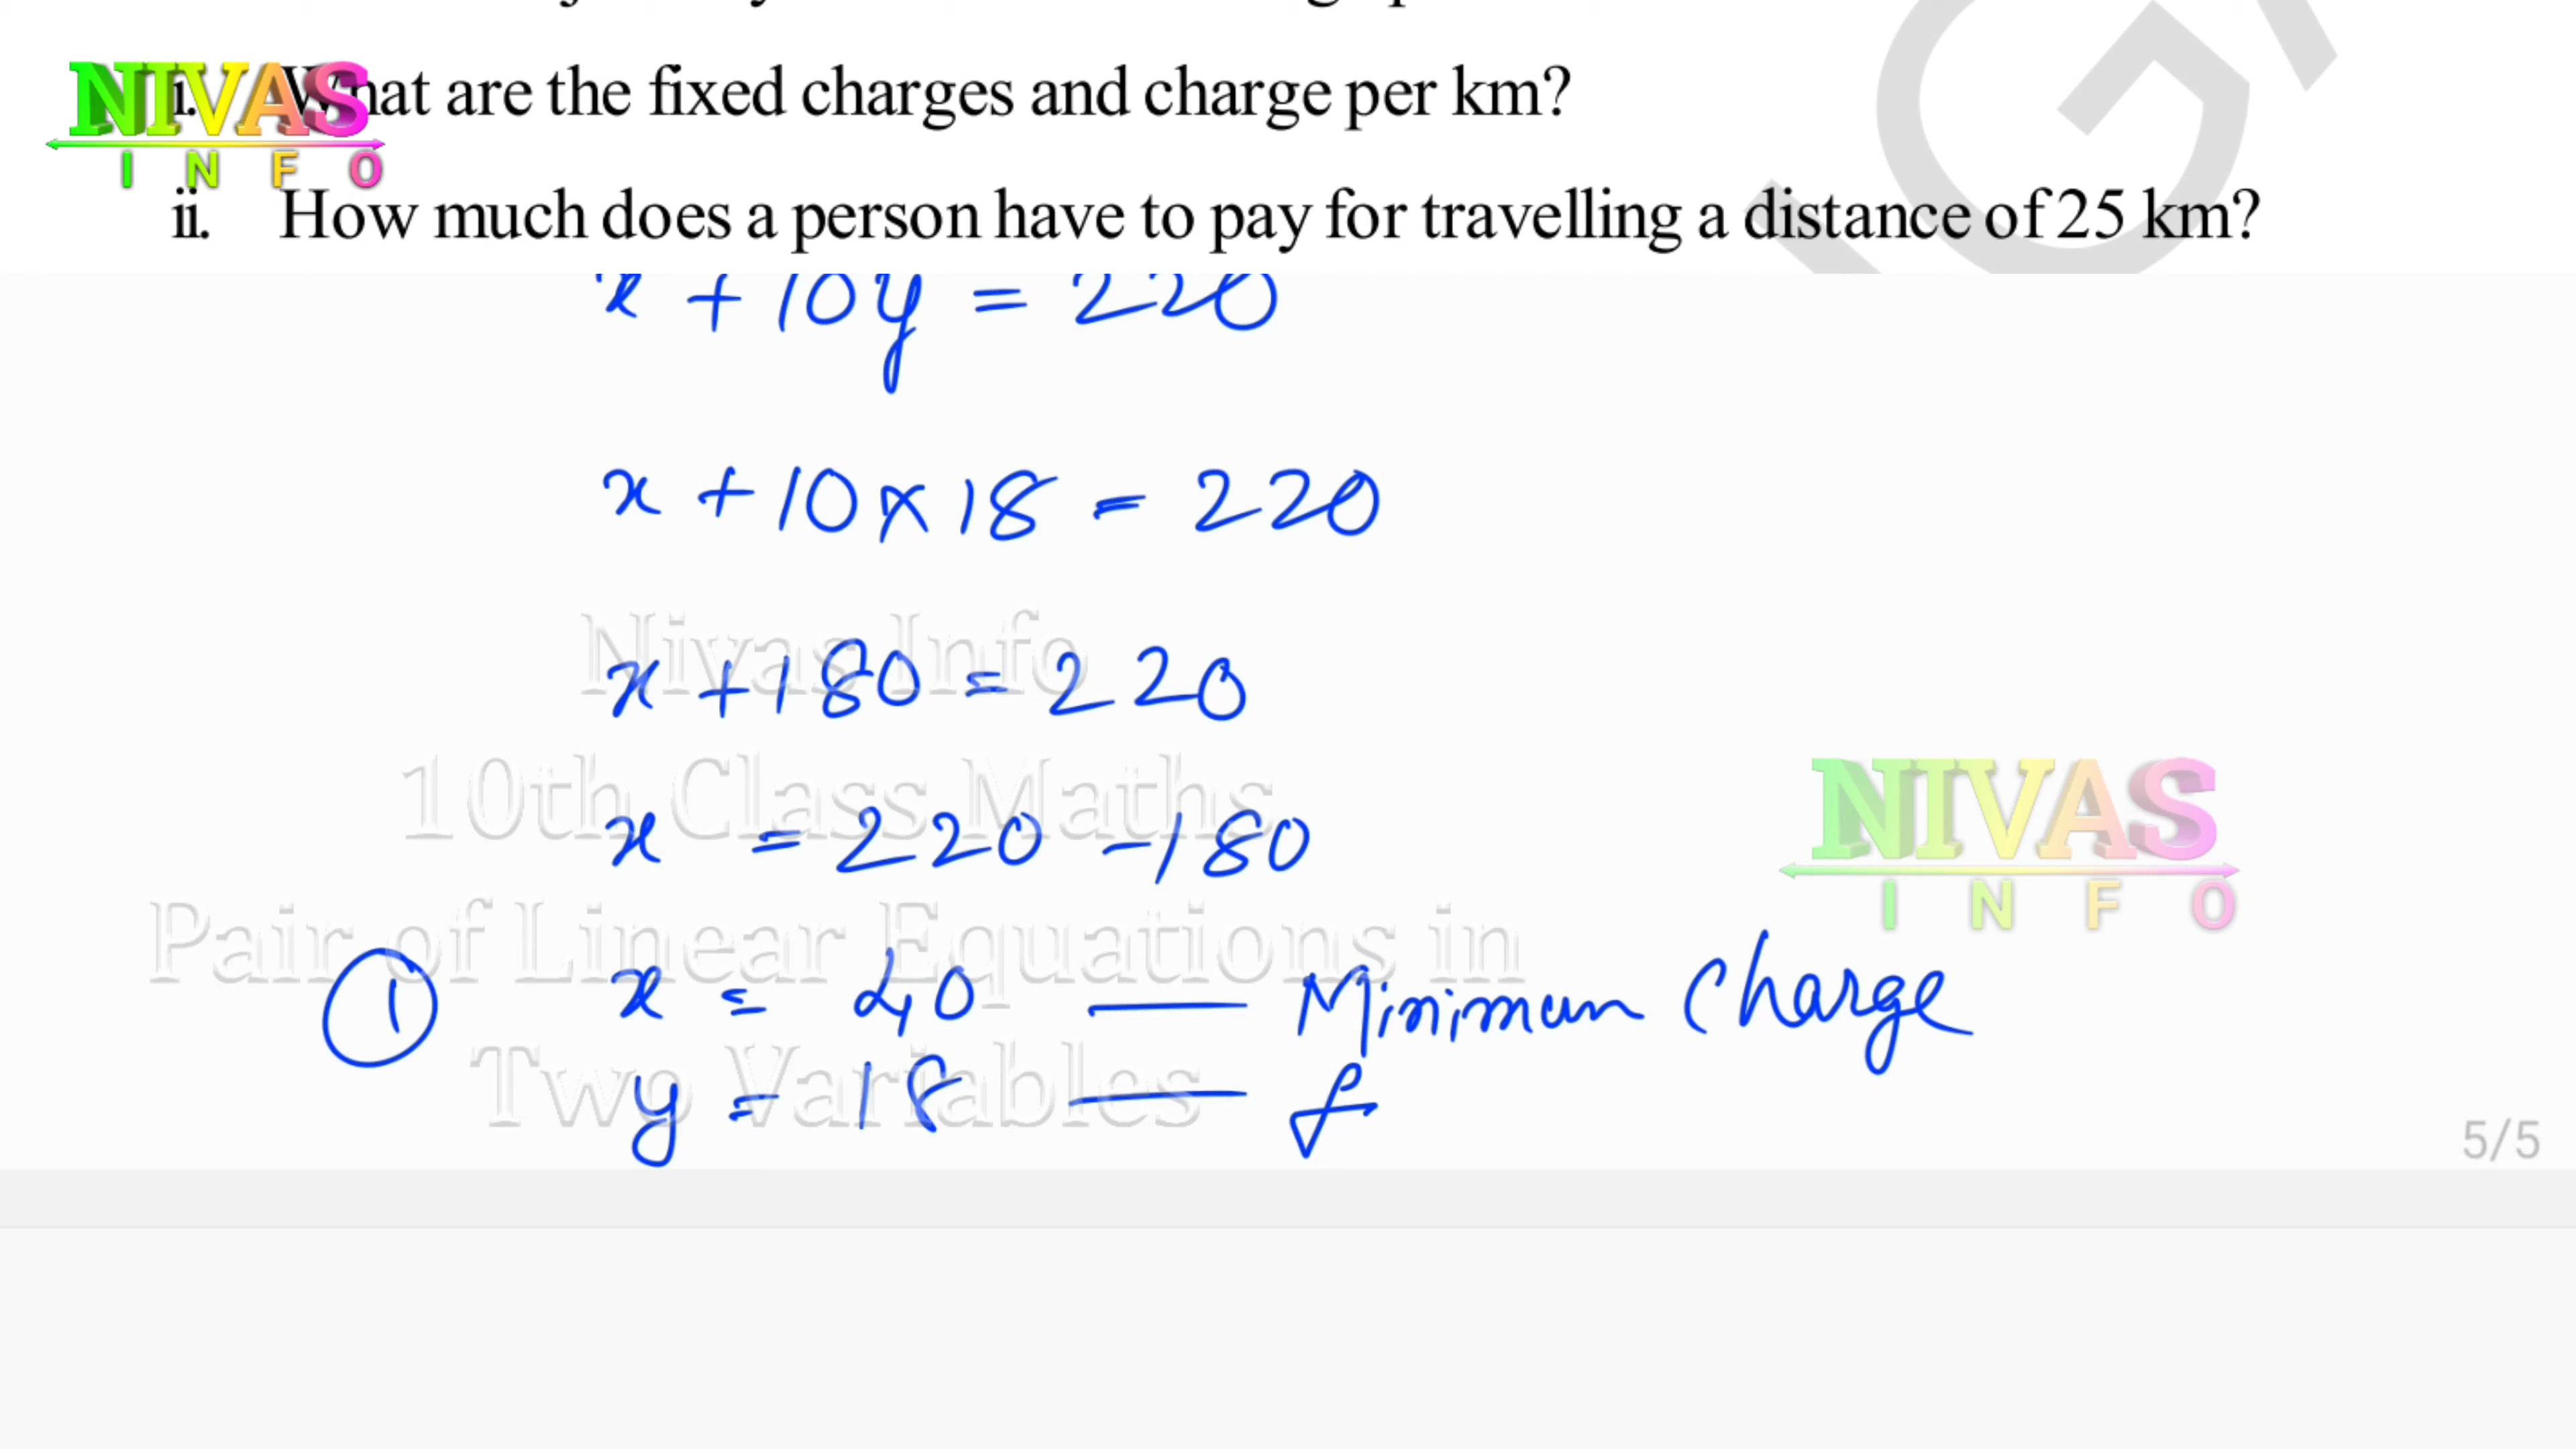 NIVAS
INFO
i. What are the fixed charges and charge per km?
ii. How much does a person have to pay for travelling a distance of 25 km?
x + 10y = 220
x + 10 × 18 = 220
Nivas Info
x + 180 = 220
10th Class Maths
x = 220 - 180
NIVAS
INFO
Pair of Linear Equations in
① x = 40 — Minimum Charge
Two Variables
y = 18 — f
5/5